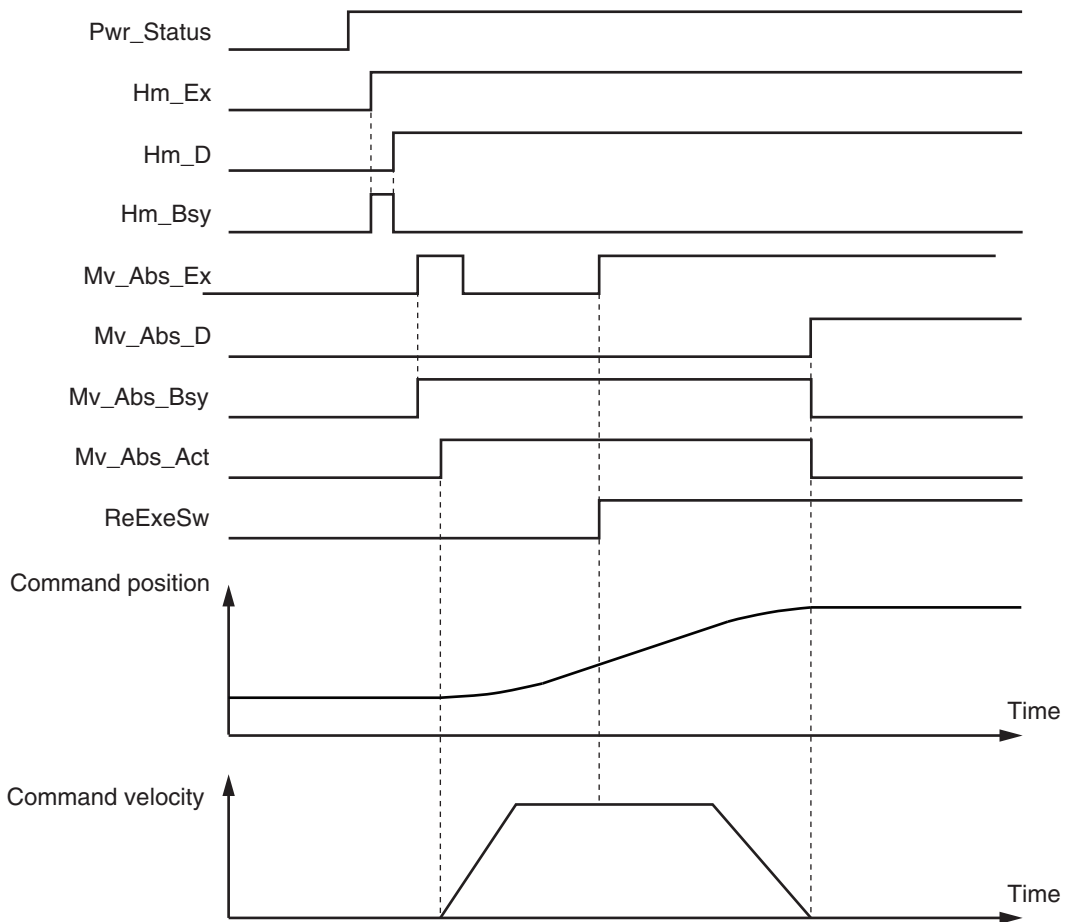 Pwr_Status
Hm_Ex
Hm_D
Hm_Bsy
Mv_Abs_Ex
Mv_Abs_D
Mv_Abs_Bsy
Mv_Abs_Act
ReExeSw
Command position
Time
Command velocity
Time